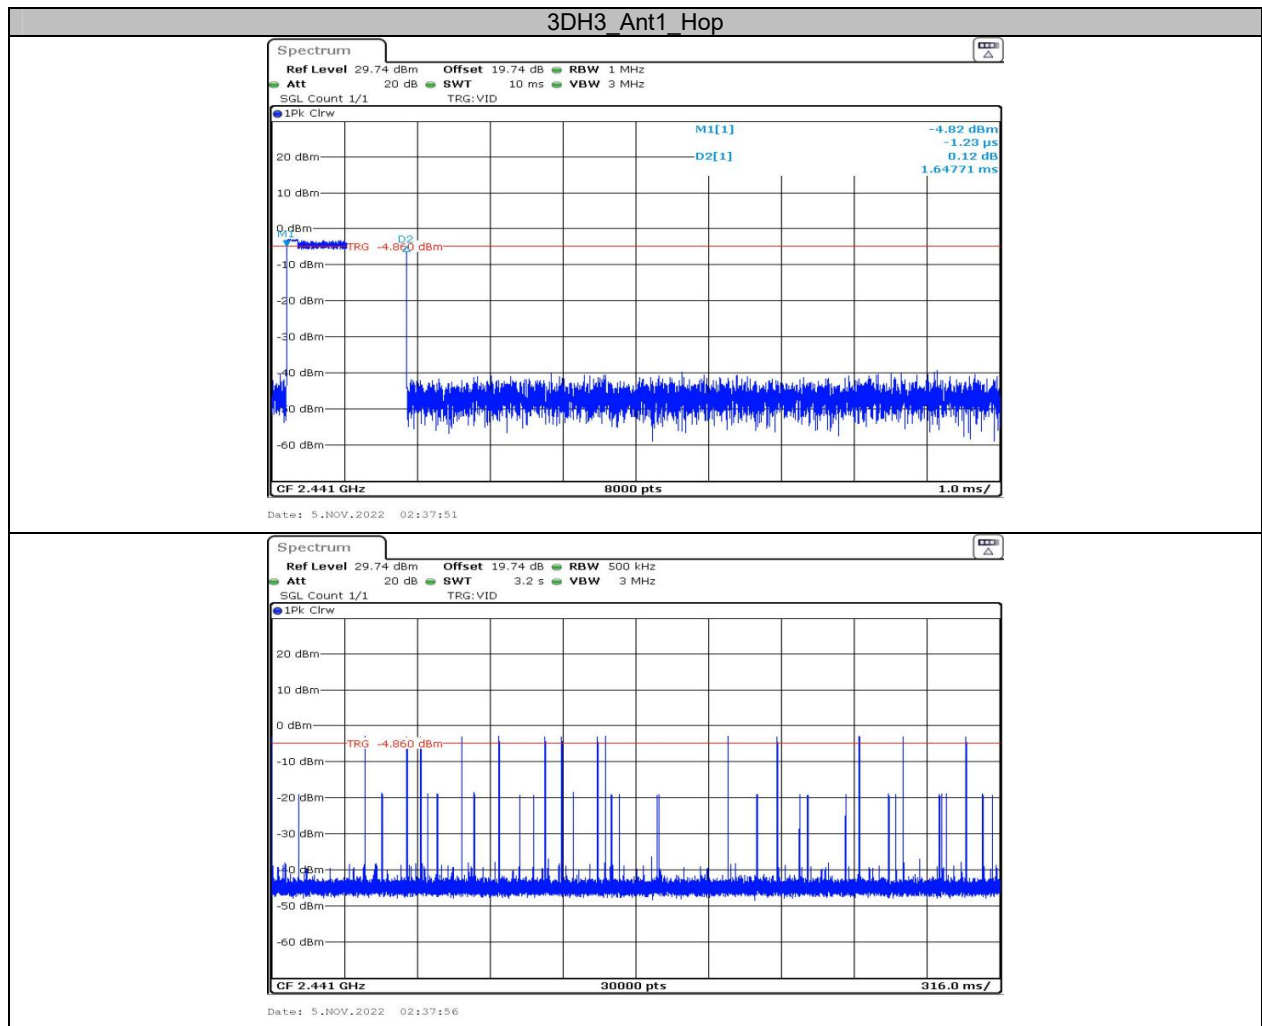 3DH3_Ant1_Hop
Spectrum
Ref Level 29.74 dBm Offset 19.74 dB RBW 1 MHz
Att 20 dB SWT 10 ms VBW 3 MHz
SGL Count 1/1 TRG:VID
1Pk Clrw
M1[1] -4.82 dBm
-1.23 µs
20 dBm D2[1] 0.12 dB
1.64771 ms
10 dBm
0 dBm
M1 D2
TRG -4.860 dBm
-10 dBm
-20 dBm
-30 dBm
-40 dBm
-50 dBm
-60 dBm
CF 2.441 GHz 8000 pts 1.0 ms/
Date: 5.NOV.2022 02:37:51
Spectrum
Ref Level 29.74 dBm Offset 19.74 dB RBW 500 kHz
Att 20 dB SWT 3.2 s VBW 3 MHz
SGL Count 1/1 TRG:VID
1Pk Clrw
20 dBm
10 dBm
0 dBm
TRG -4.860 dBm
-10 dBm
-20 dBm
-30 dBm
-40 dBm
-50 dBm
-60 dBm
CF 2.441 GHz 30000 pts 316.0 ms/
Date: 5.NOV.2022 02:37:56